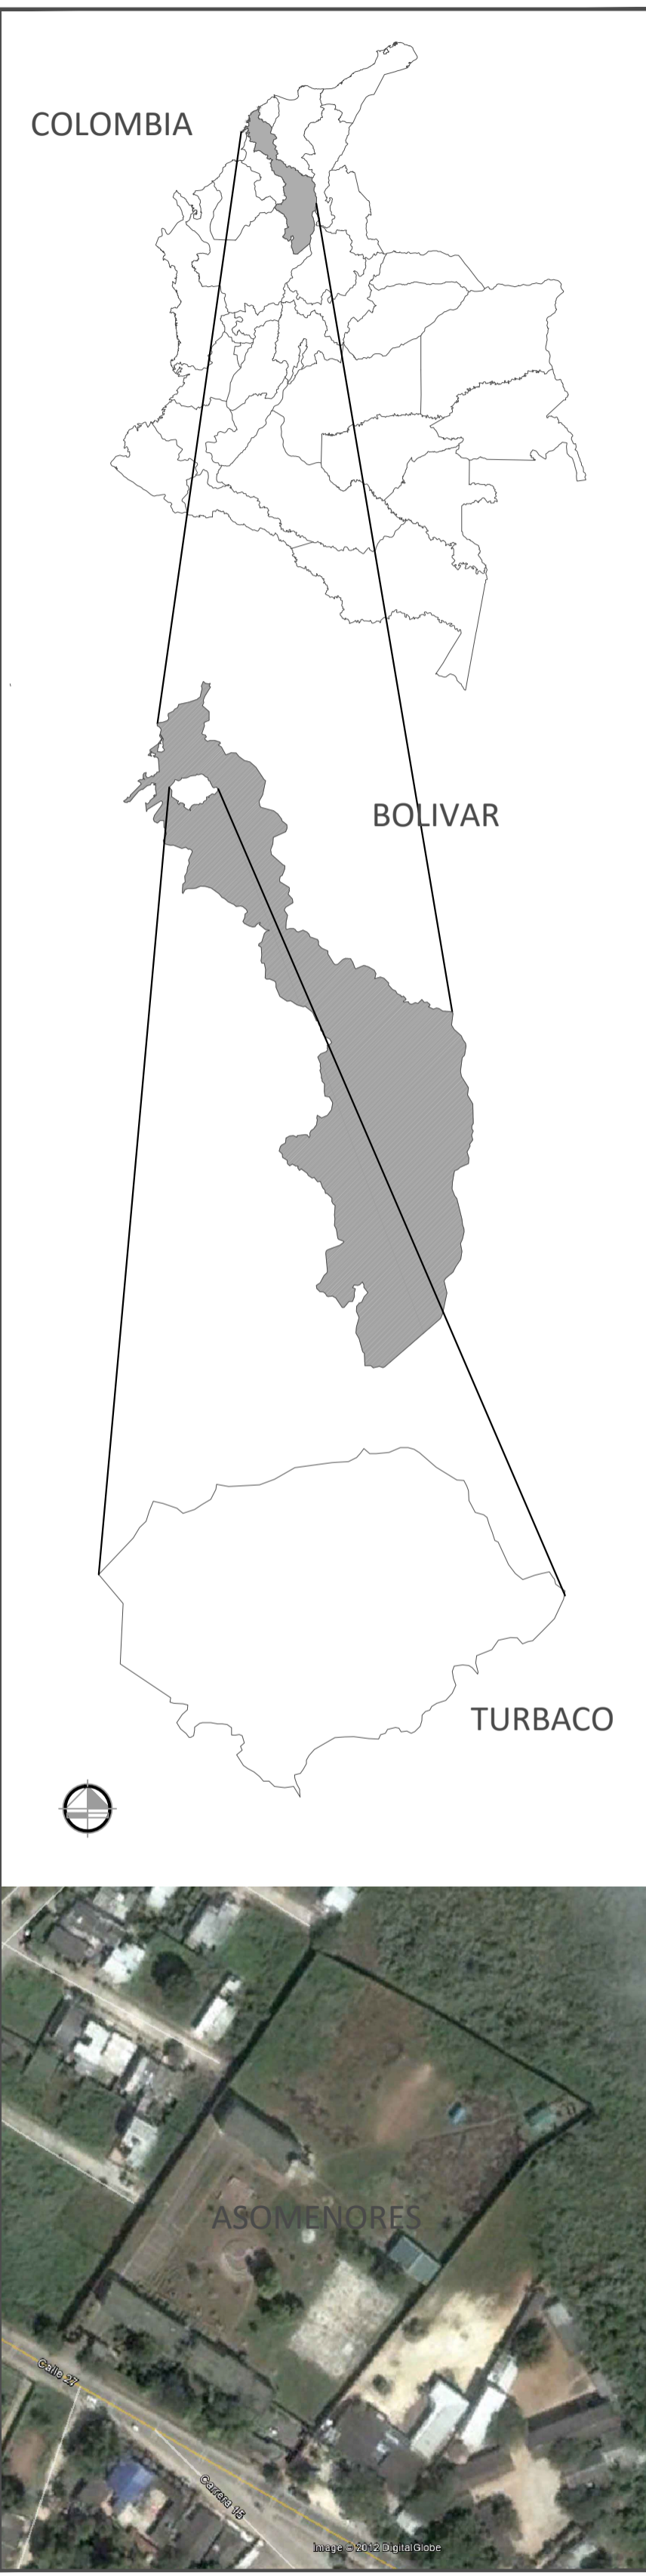 COLOMBIA
BOLIVAR
TURBACO
ASOMENORES
Calle 27
Carrera 15
Image © 2012 DigitalGlobe